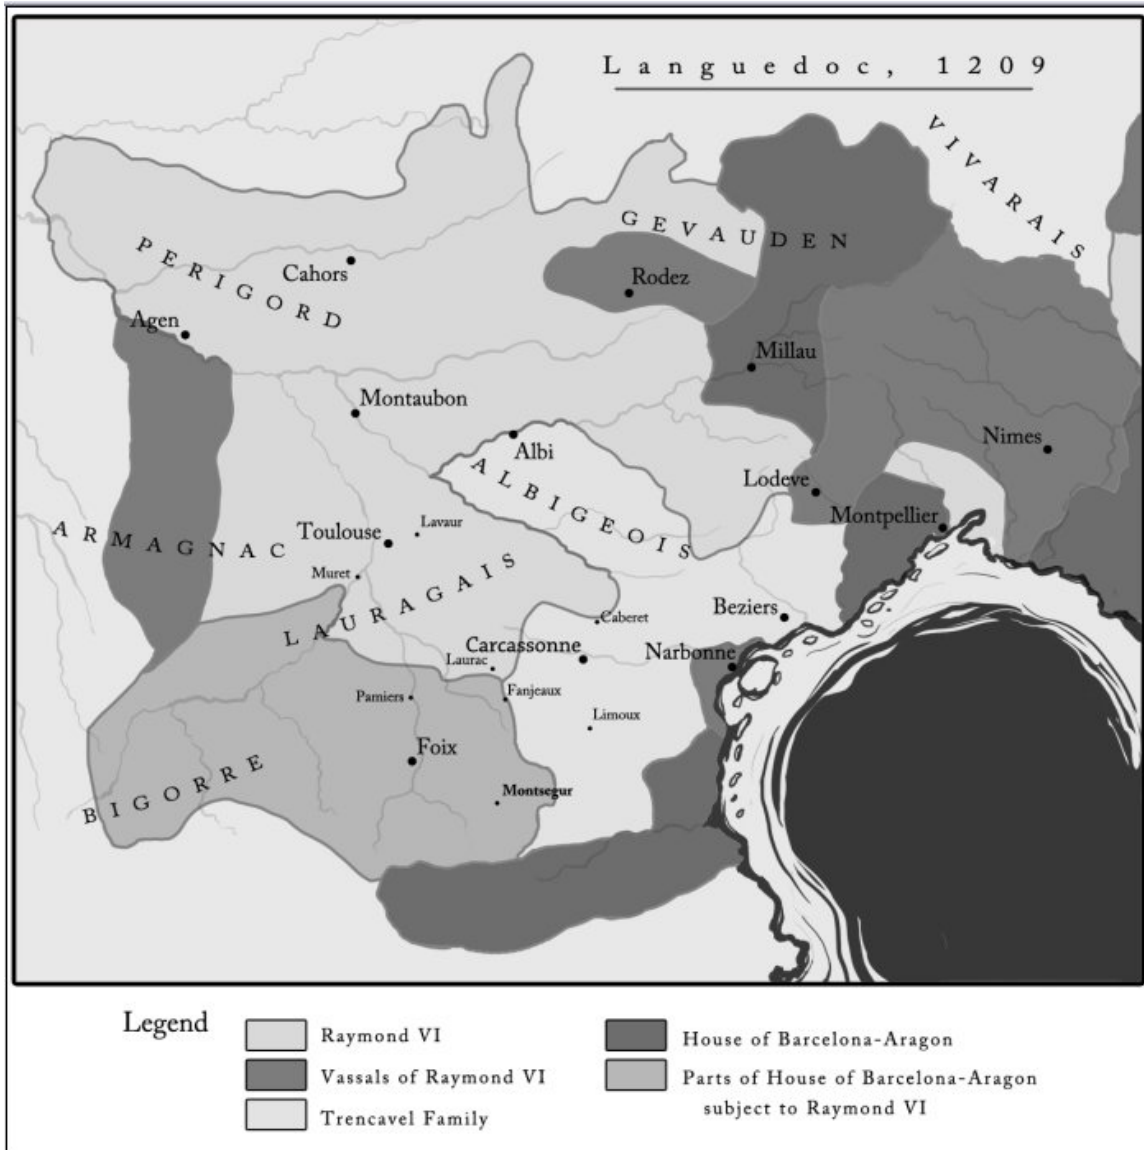 Languedoc, 1209
VIVARAIS
GEVAUDEN
PERIGORD
Cahors
Rodez
Agen
Millau
Montaubon
Albi
Nimes
ALBIGEOIS
Lodeve
Montpellier
ARMAGNAC
Toulouse
Lavaur
Muret
LAURAGAIS
Caberet
Beziers
Carcassonne
Narbonne
Laurac
Pamiers
Fanjeaux
Limoux
Foix
BIGORRE
Montsegur
Legend
Raymond VI
Vassals of Raymond VI
Trencavel Family
House of Barcelona-Aragon
Parts of House of Barcelona-Aragon
subject to Raymond VI